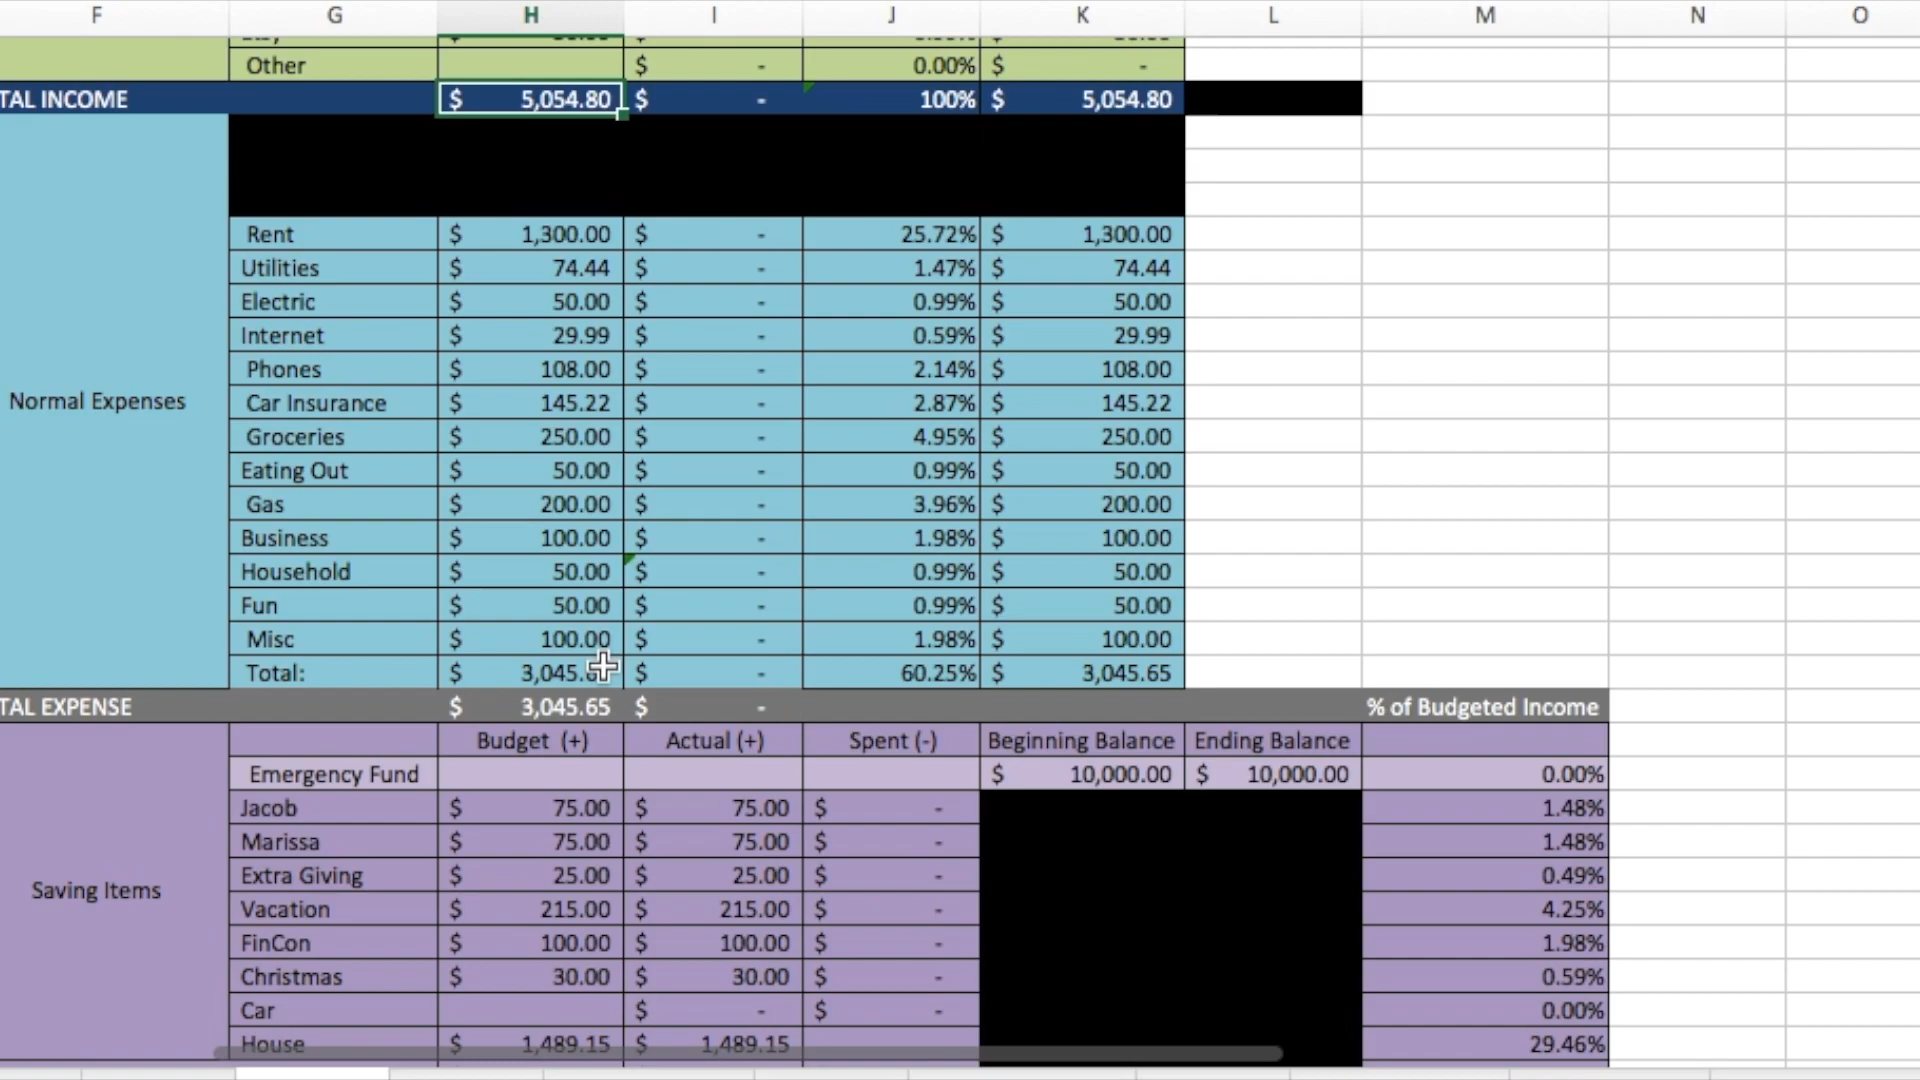 F G H I J K L M N O
Other $ - 0.00% $ -
TAL INCOME $ 5,054.80 $ - 100% $ 5,054.80
Rent $ 1,300.00 $ - 25.72% $ 1,300.00
Utilities $ 74.44 $ - 1.47% $ 74.44
Electric $ 50.00 $ - 0.99% $ 50.00
Internet $ 29.99 $ - 0.59% $ 29.99
Phones $ 108.00 $ - 2.14% $ 108.00
Normal Expenses
Car Insurance $ 145.22 $ - 2.87% $ 145.22
Groceries $ 250.00 $ - 4.95% $ 250.00
Eating Out $ 50.00 $ - 0.99% $ 50.00
Gas $ 200.00 $ - 3.96% $ 200.00
Business $ 100.00 $ - 1.98% $ 100.00
Household $ 50.00 $ - 0.99% $ 50.00
Fun $ 50.00 $ - 0.99% $ 50.00
Misc $ 100.00 $ - 1.98% $ 100.00
Total: $ $ - 60.25% $ 3,045.65
TAL EXPENSE $ 3,045.65 $ - % of Budgeted Income
Budget (+) Actual (+) Spent (-) Beginning Balance Ending Balance
Emergency Fund $ 10,000.00 $ 10,000.00 0.00%
Jacob $ 75.00 $ 75.00 $ - 1.48%
Marissa $ 75.00 $ 75.00 $ - 1.48%
Extra Giving $ 25.00 $ 25.00 $ - 0.49%
Saving Items
Vacation $ 215.00 $ 215.00 $ - 4.25%
FinCon $ 100.00 $ 100.00 $ - 1.98%
Christmas $ 30.00 $ 30.00 $ - 0.59%
Car $ - $ - 0.00%
House $ 1,489.15 $ 1,489.15 29.46%